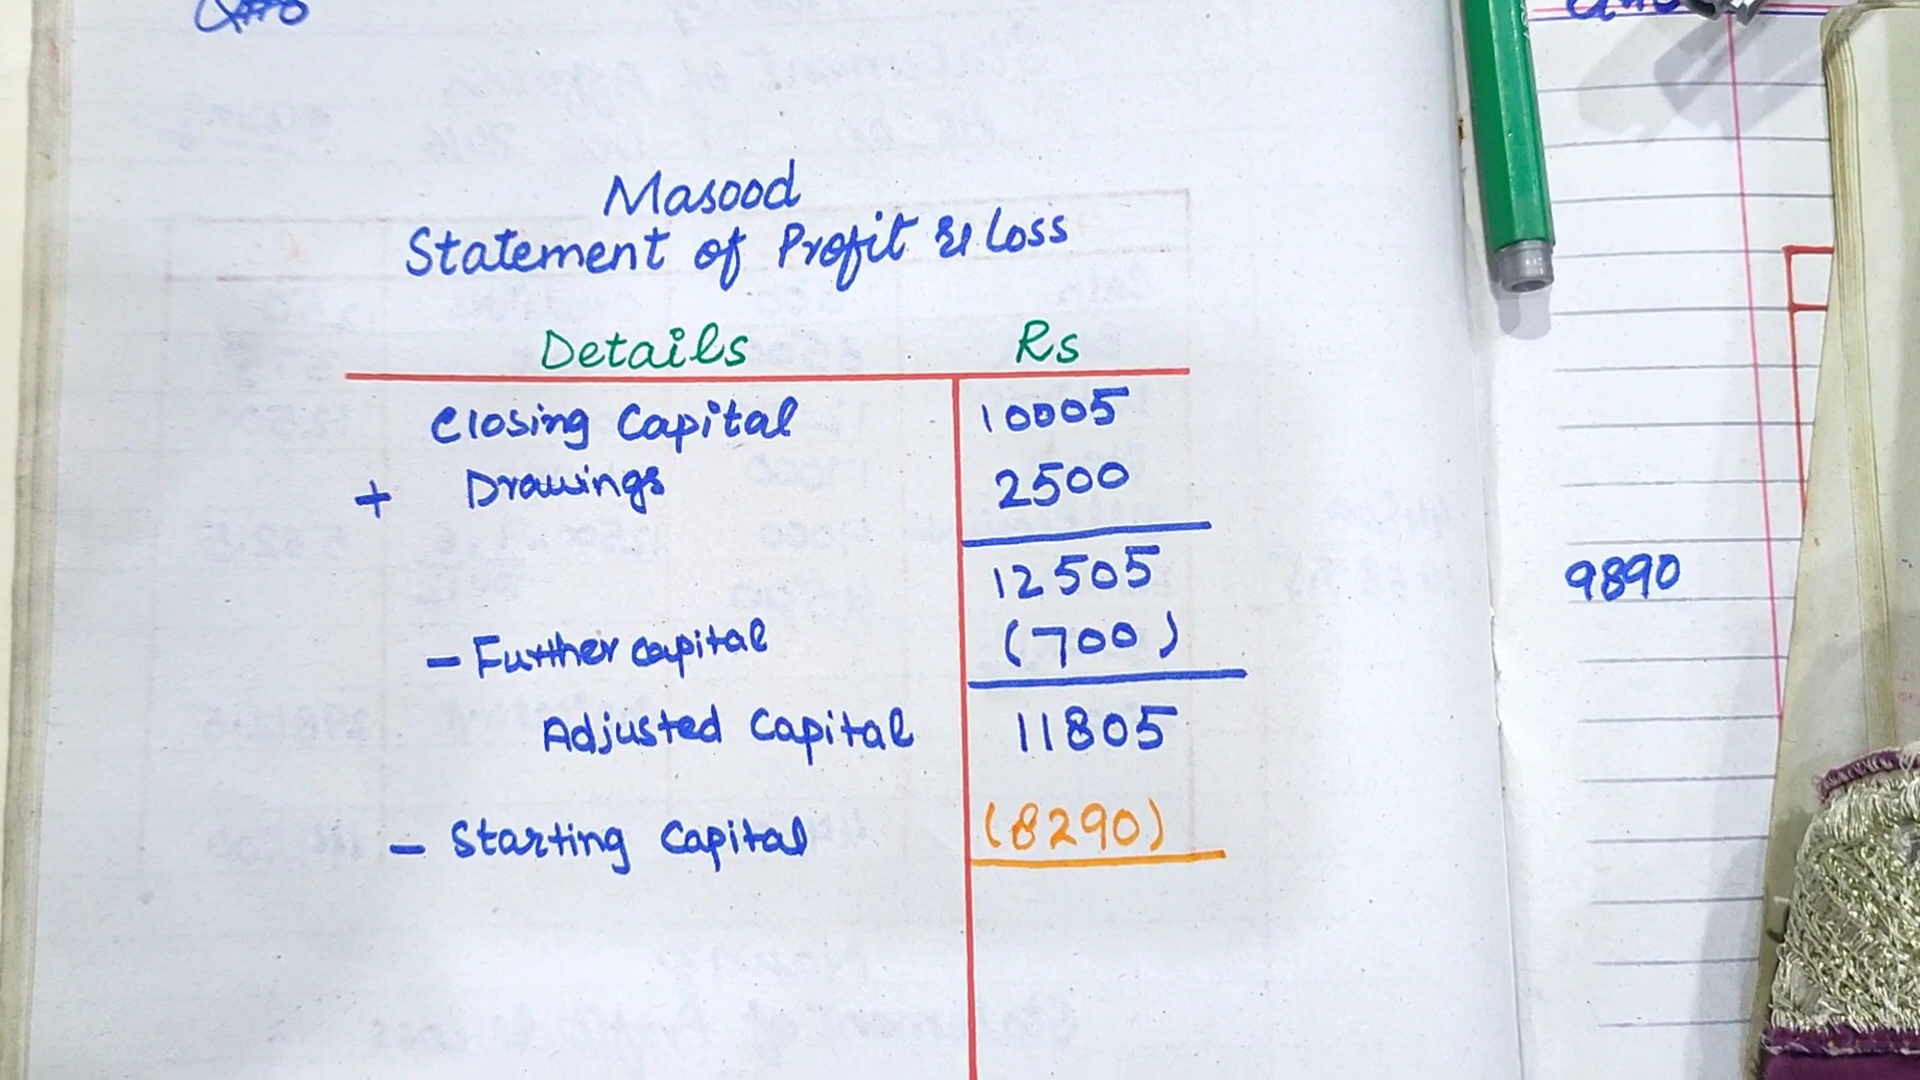 Masood
Statement of Profit & Loss
Details Rs
Closing Capital 10005
+ Drawings 2500
12505
- Further capital (700)
Adjusted Capital 11805
- Starting Capital (8290)
9890